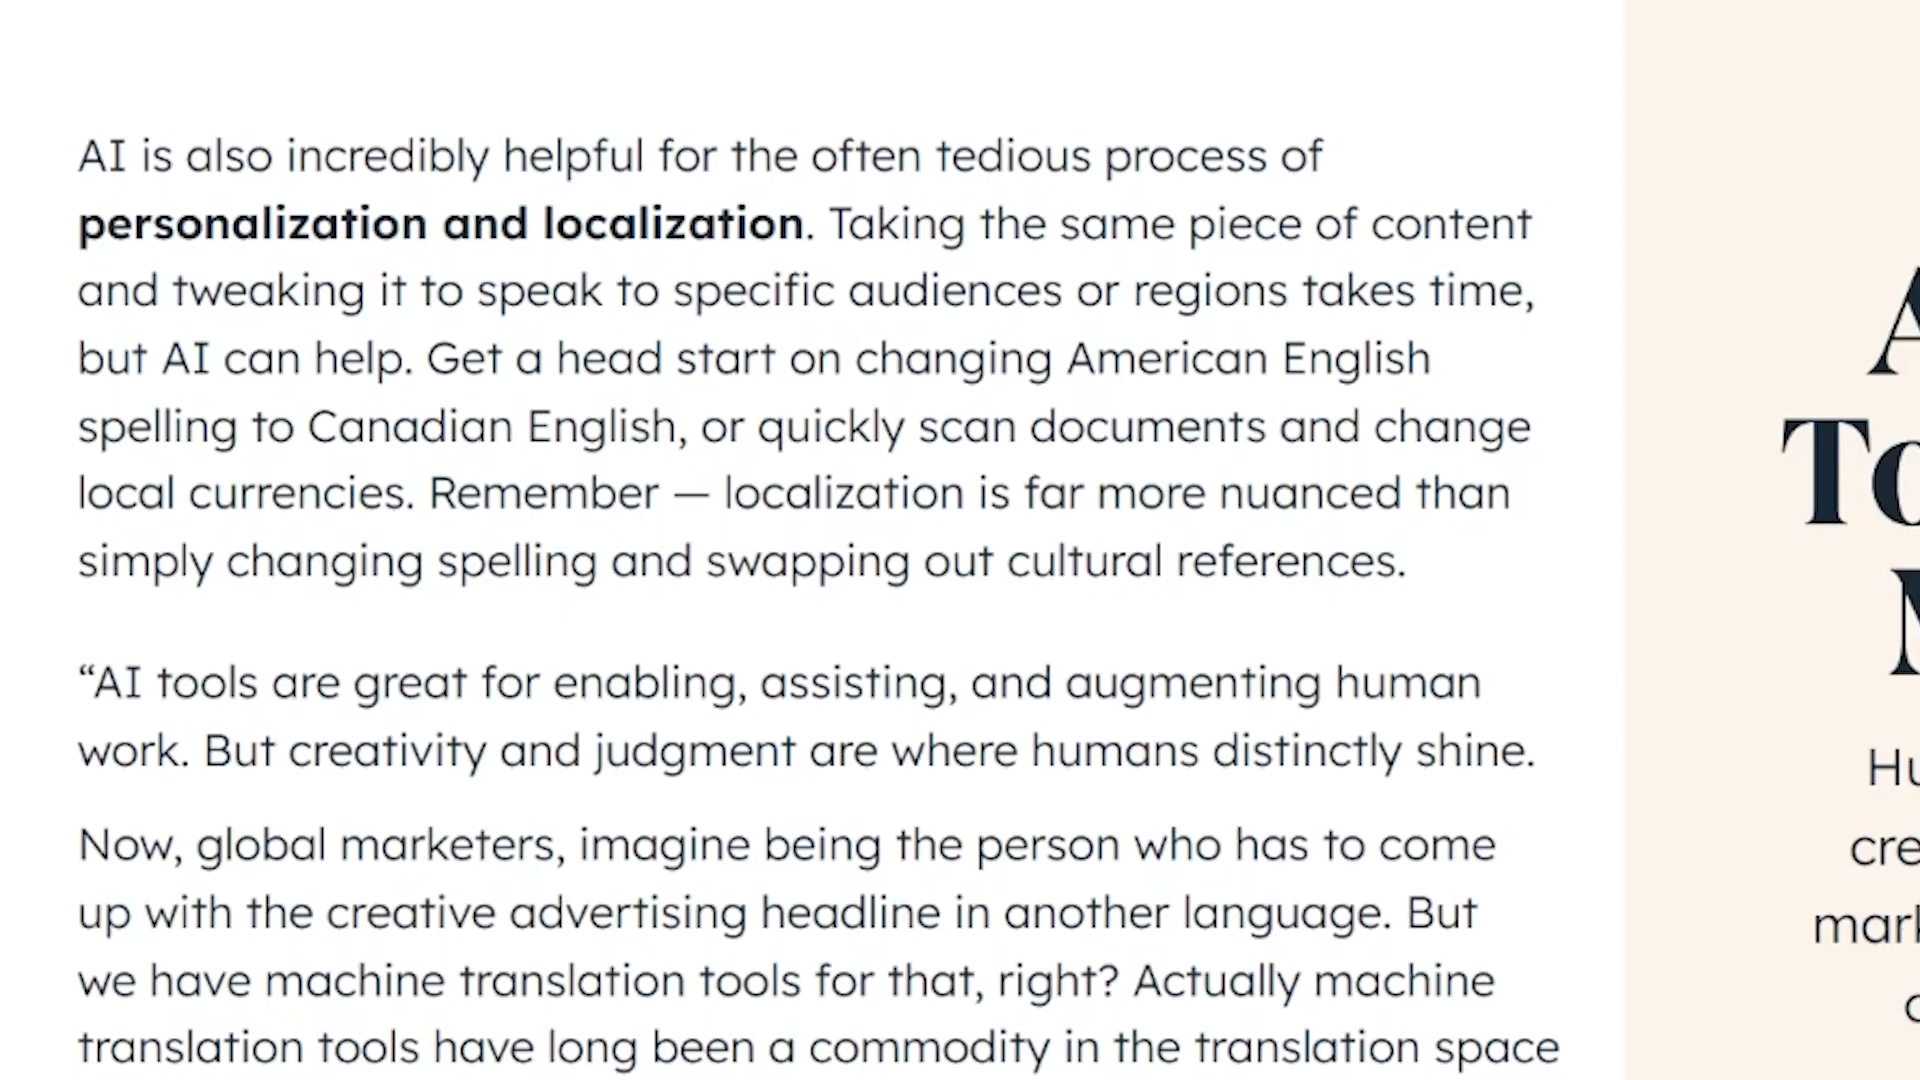 AI is also incredibly helpful for the often tedious process of
personalization and localization. Taking the same piece of content
and tweaking it to speak to specific audiences or regions takes time,
but AI can help. Get a head start on changing American English
spelling to Canadian English, or quickly scan documents and change
local currencies. Remember — localization is far more nuanced than
simply changing spelling and swapping out cultural references.
“AI tools are great for enabling, assisting, and augmenting human
work. But creativity and judgment are where humans distinctly shine.
Now, global marketers, imagine being the person who has to come
up with the creative advertising headline in another language. But
we have machine translation tools for that, right? Actually machine
translation tools have long been a commodity in the translation space